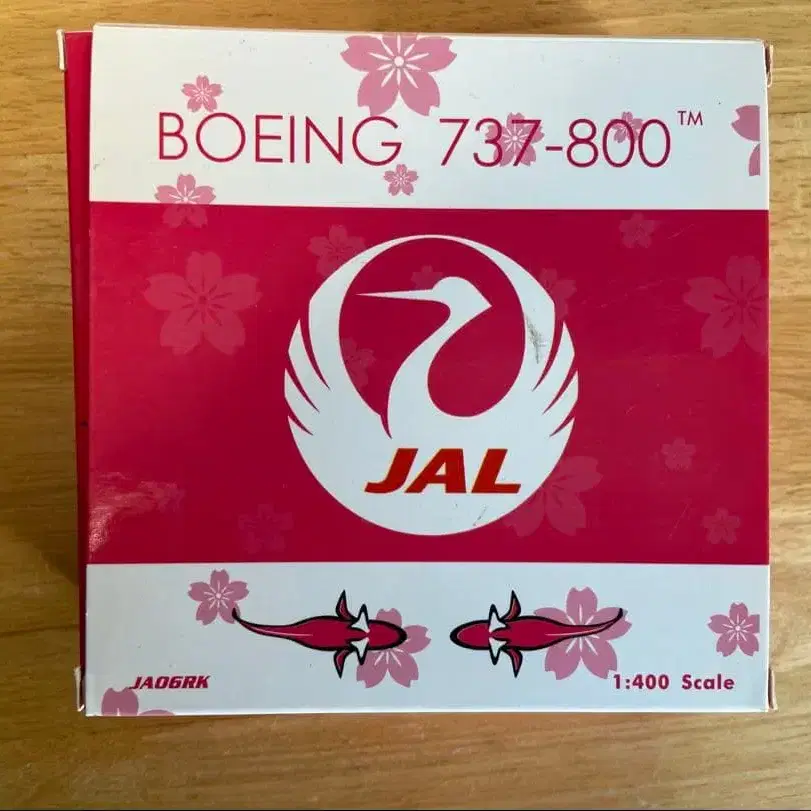 BOEING 737-800™
JAL
JA06RK
1:400 Scale